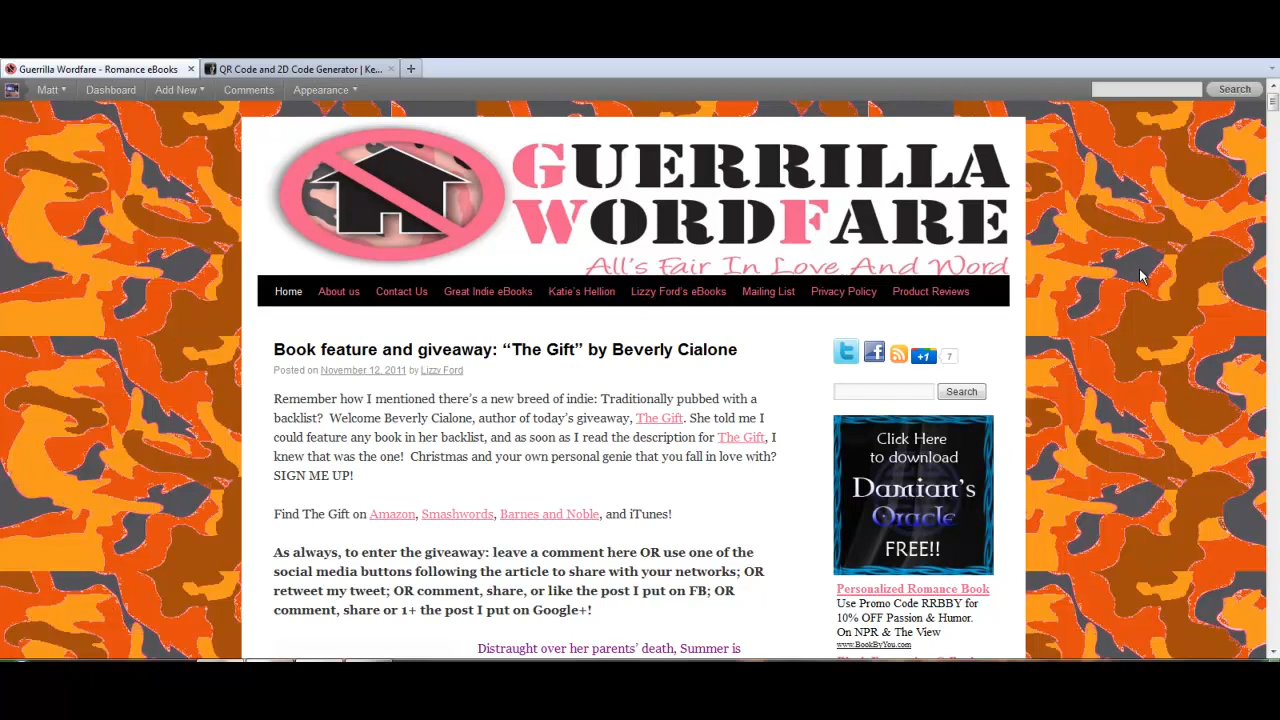 Guerrilla Wordfare - Romance eBooks
QR Code and 2D Code Generator | Ke...
Matt Dashboard Add New Comments Appearance Search
GUERRILLA
WORDFARE
All's Fair In Love And Word
Home About us Contact Us Great Indie eBooks Katie's Hellion Lizzy Ford's eBooks Mailing List Privacy Policy Product Reviews
Book feature and giveaway: “The Gift” by Beverly Cialone
Posted on November 12, 2011 by Lizzy Ford
Remember how I mentioned there's a new breed of indie: Traditionally pubbed with a
backlist? Welcome Beverly Cialone, author of today's giveaway, The Gift. She told me I
could feature any book in her backlist, and as soon as I read the description for The Gift, I
knew that was the one! Christmas and your own personal genie that you fall in love with?
SIGN ME UP!
Find The Gift on Amazon, Smashwords, Barnes and Noble, and iTunes!
As always, to enter the giveaway: leave a comment here OR use one of the
social media buttons following the article to share with your networks; OR
retweet my tweet; OR comment, share, or like the post I put on FB; OR
comment, share or 1+ the post I put on Google+!
Distraught over her parents' death, Summer is
+1 7
Search
Click Here
to download
Damian's
Oracle
FREE!!
Personalized Romance Book
Use Promo Code RRBBY for
10% OFF Passion & Humor.
On NPR & The View
www.BookByYou.com